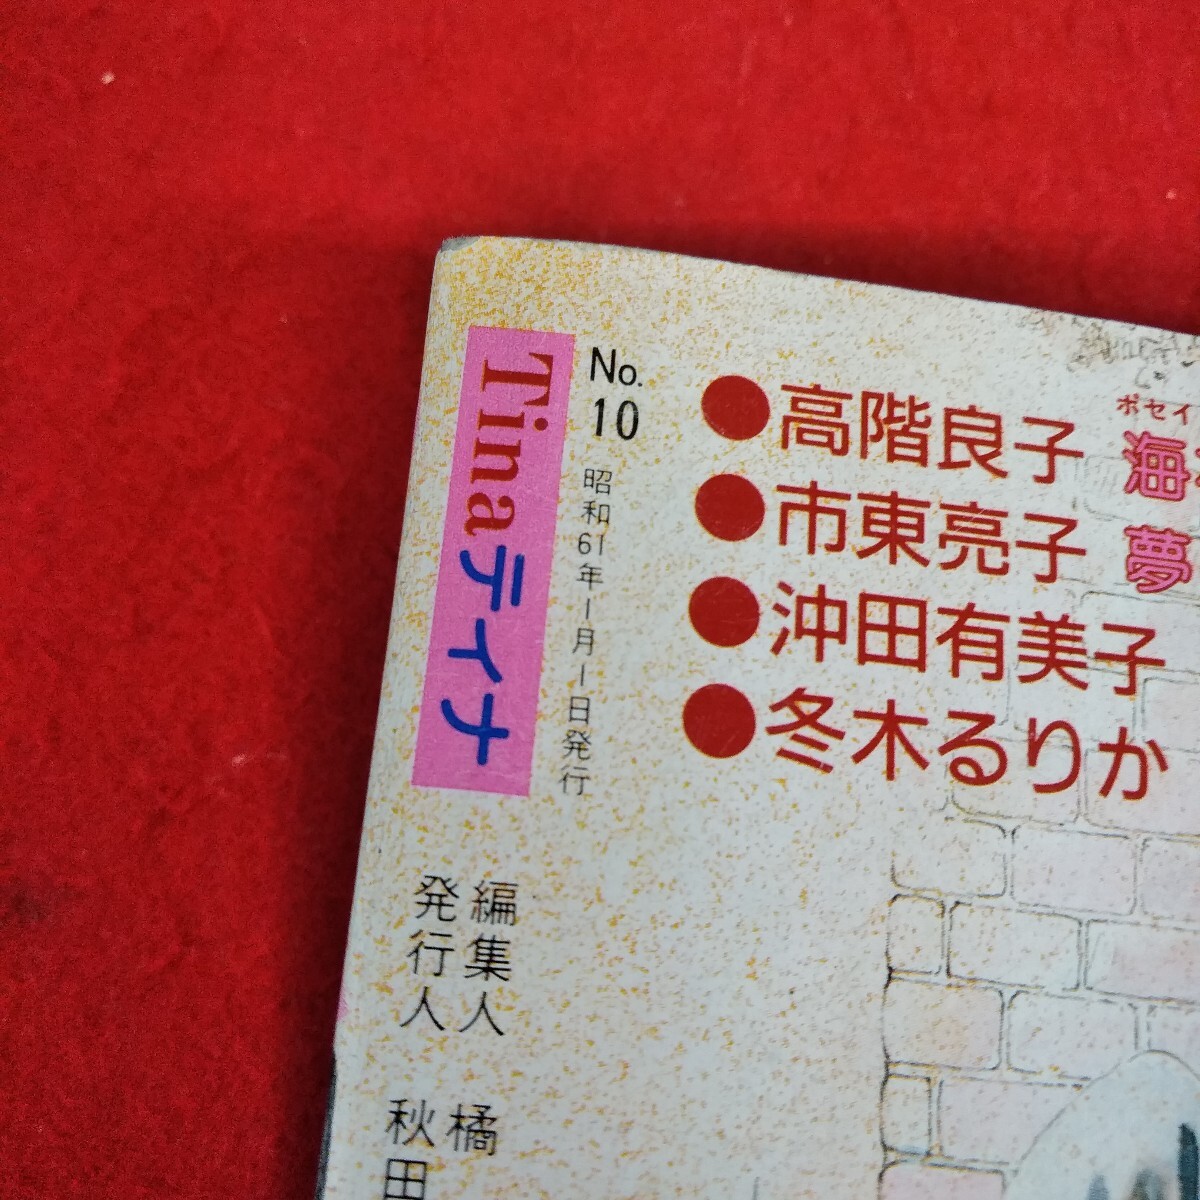 Tinaティナ
No.
10
昭和61年1月1日発行
●高階良子
ポセイ
海
●市東亮子 夢
●沖田有美子
●冬木るりか
編集人 橘
発行人 秋田